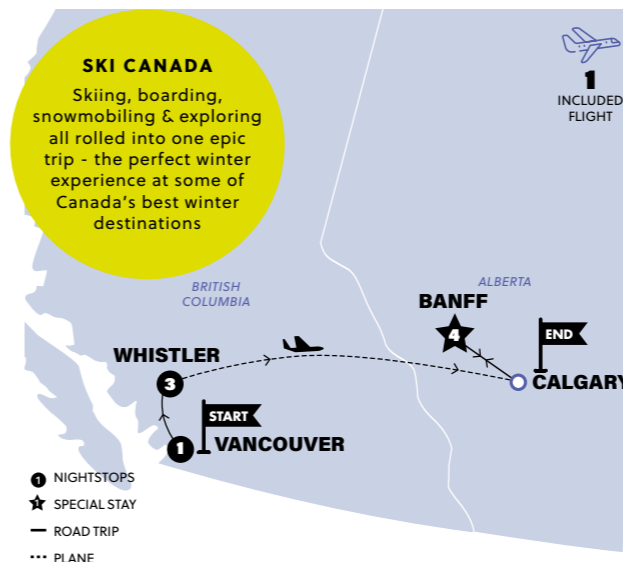 SKI CANADA
Skiing, boarding,
snowmobiling & exploring
all rolled into one epic
trip - the perfect winter
experience at some of
Canada's best winter
destinations
1
INCLUDED
FLIGHT
BRITISH
COLUMBIA
ALBERTA
BANFF
4
END
WHISTLER
3
CALGARY
START
1
VANCOUVER
1 NIGHTSTOPS
1 SPECIAL STAY
ROAD TRIP
PLANE